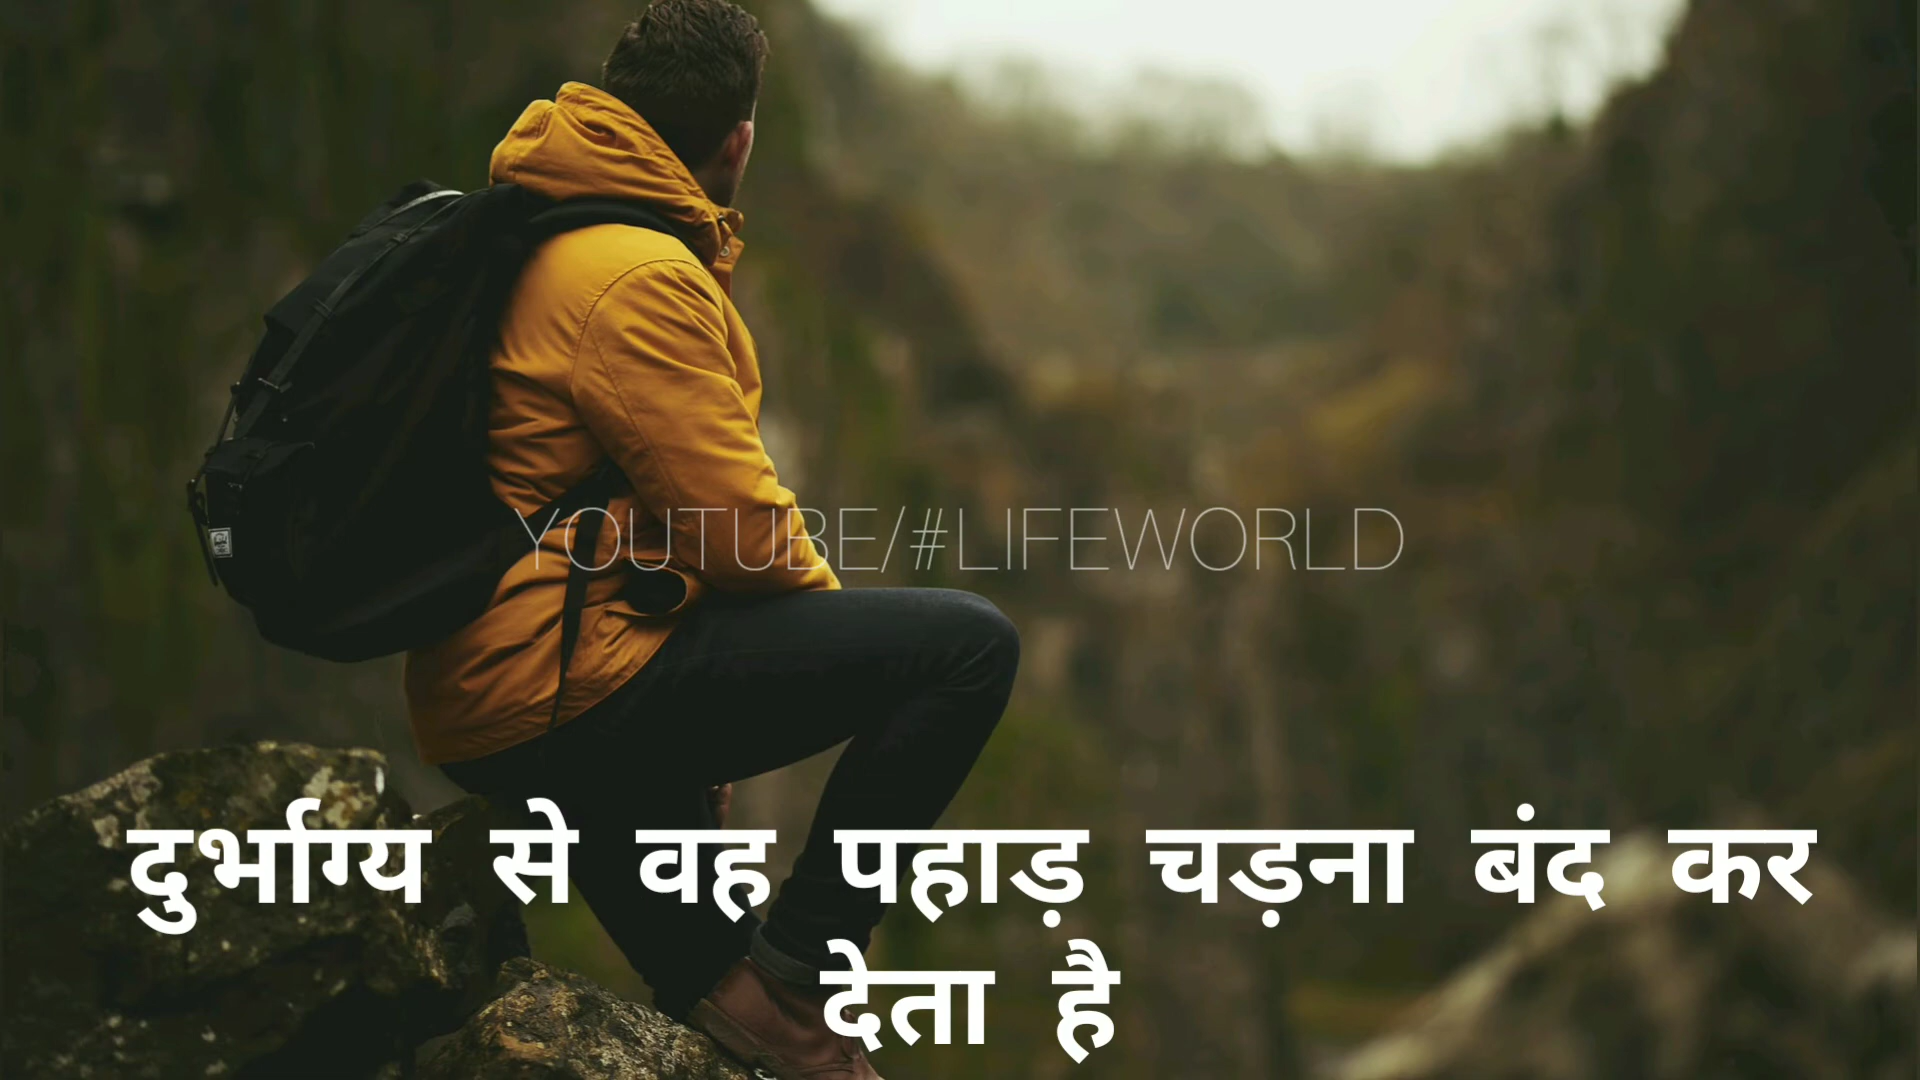 YOUTUBE/#LIFEWORLD
दुर्भाग्य से वह पहाड़ चड़ना बंद कर
देता है